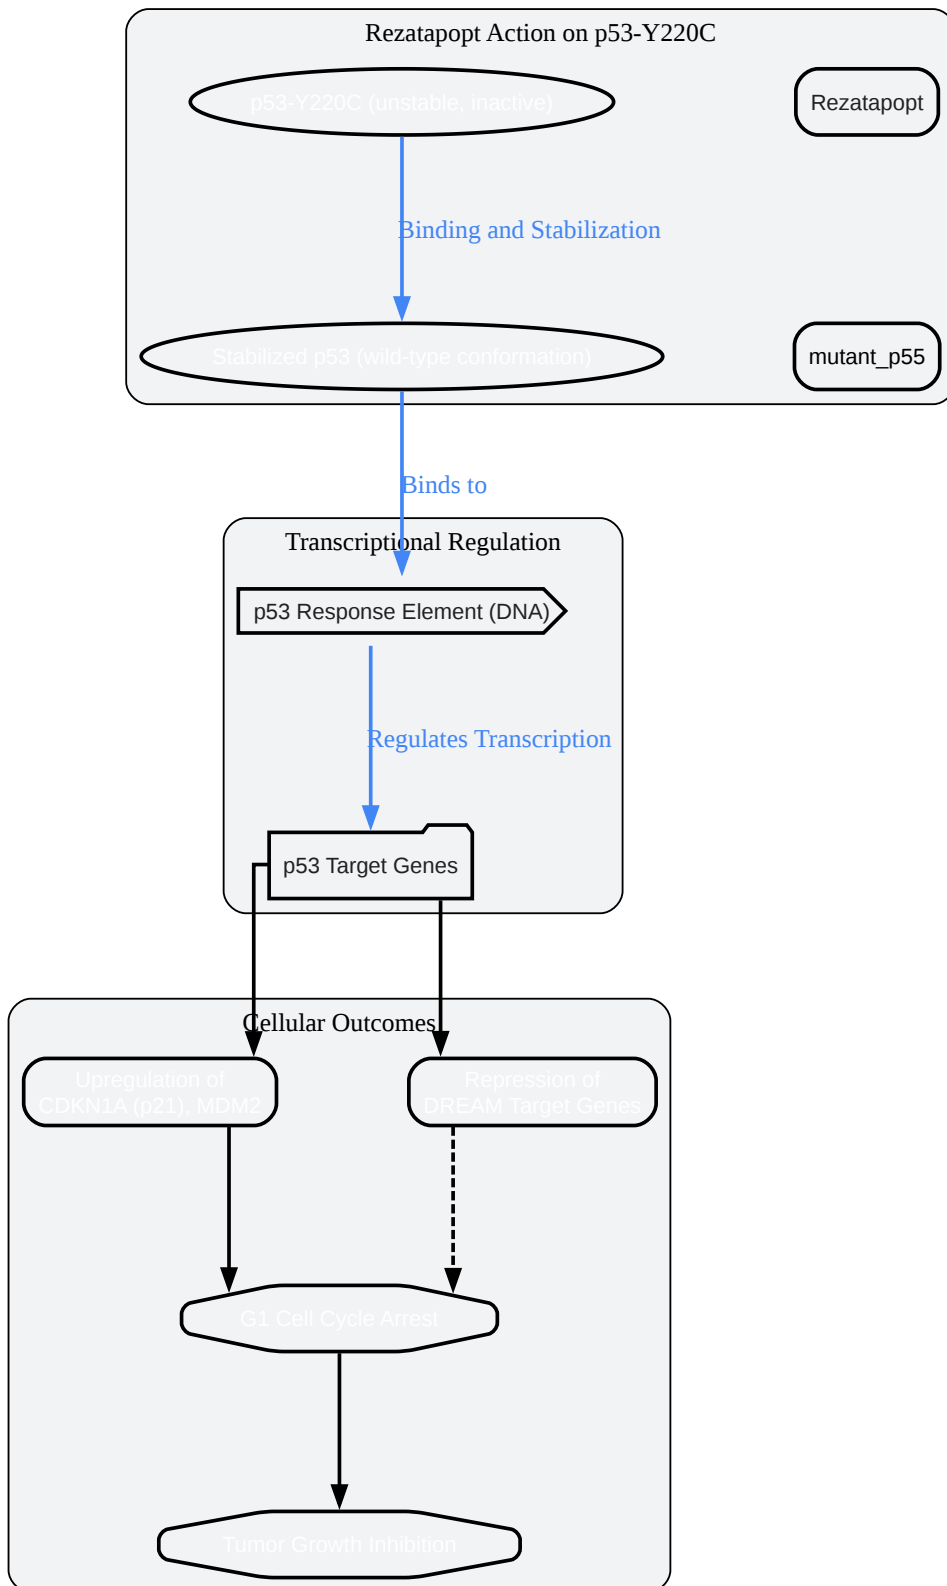 Rezatapopt Action on p53-Y220C
p53-Y220C (unstable, inactive)
Rezatapopt
Binding and Stabilization
Stabilized p53 (wild-type conformation)
mutant_p55
Binds to
Transcriptional Regulation
p53 Response Element (DNA)
Regulates Transcription
p53 Target Genes
Cellular Outcomes
Upregulation of
CDKN1A (p21), MDM2
Repression of
DREAM Target Genes
G1 Cell Cycle Arrest
Tumor Growth Inhibition